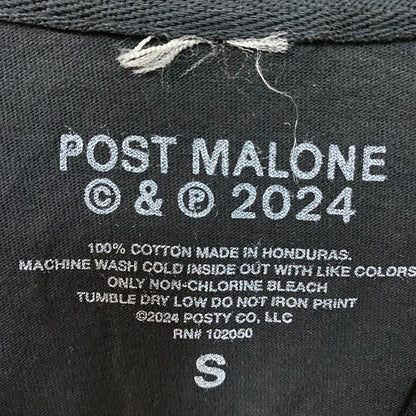 POST MALONE
© & ℗ 2024
100% COTTON MADE IN HONDURAS.
MACHINE WASH COLD INSIDE OUT WITH LIKE COLORS
ONLY NON-CHLORINE BLEACH
TUMBLE DRY LOW DO NOT IRON PRINT
©2024 POSTY CO, LLC
RN# 102050
S